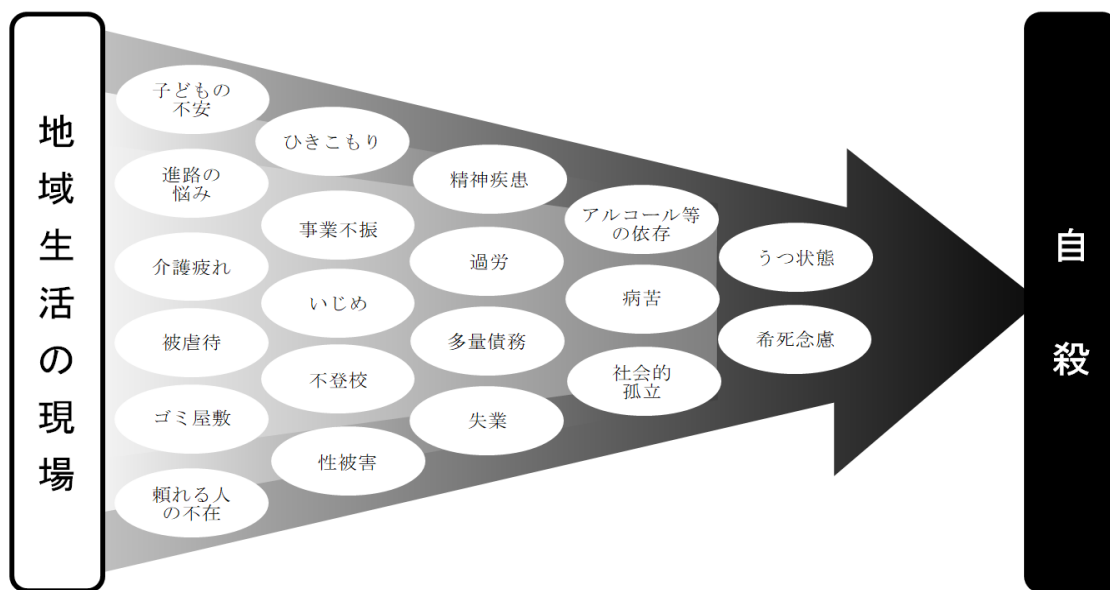 地域生活の現場
子どもの
不安
進路の
悩み
介護疲れ
被虐待
ゴミ屋敷
頼れる人
の不在
ひきこもり
事業不振
いじめ
不登校
性被害
精神疾患
過労
多量債務
失業
アルコール等
の依存
病苦
社会的
孤立
うつ状態
希死念慮
自殺